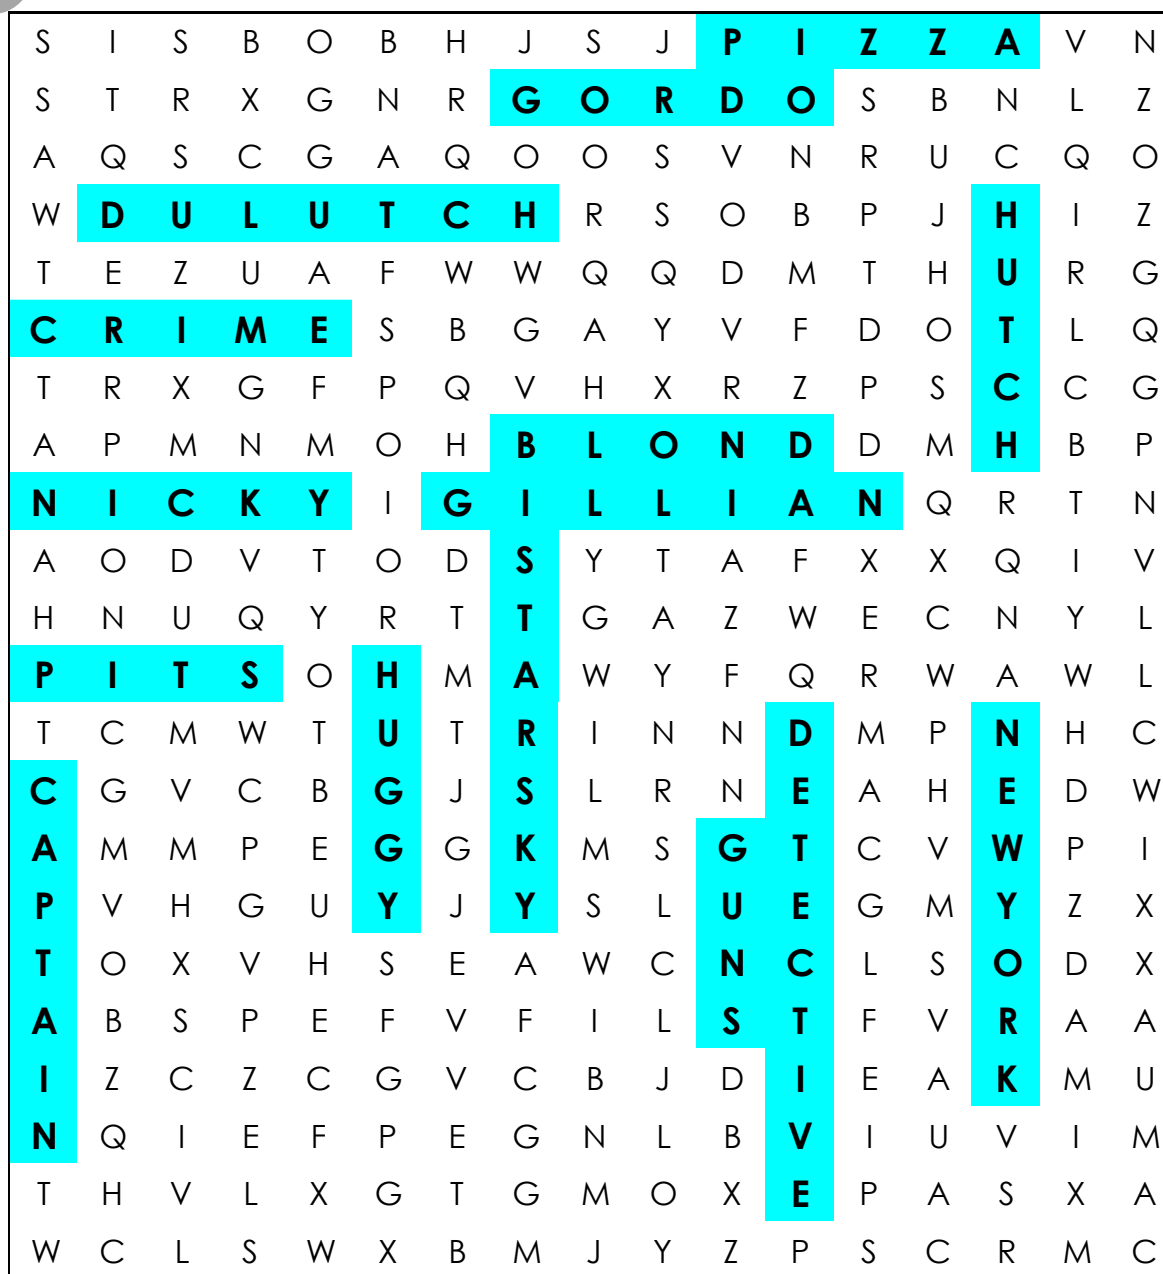 S I S B O B H J S J P I Z Z A V N
S T R X G N R G O R D O S B N L Z
A Q S C G A Q O O S V N R U C Q O
W D U L U T C H R S O B P J H I Z
T E Z U A F W W Q Q D M T H U R G
C R I M E S B G A Y V F D O T L Q
T R X G F P Q V H X R Z P S C C G
A P M N M O H B L O N D D M H B P
N I C K Y I G I L L I A N Q R T N
A O D V T O D S Y T A F X X Q I V
H N U Q Y R T T G A Z W E C N Y L
P I T S O H M A W Y F Q R W A W L
T C M W T U T R I N N D M P N H C
C G V C B G J S L R N E A H E D W
A M M P E G G K M S G T C V W P I
P V H G U Y J Y S L U E G M Y Z X
T O X V H S E A W C N C L S O D X
A B S P E F V F I L S T F V R A A
I Z C Z C G V C B J D I E A K M U
N Q I E F P E G N L B V I U V I M
T H V L X G T G M O X E P A S X A
W C L S W X B M J Y Z P S C R M C